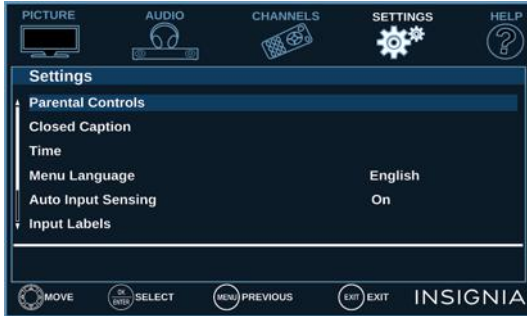 PICTURE AUDIO CHANNELS SETTINGS HELP
Settings
Parental Controls
Closed Caption
Time
Menu Language English
Auto Input Sensing On
Input Labels
MOVE OK ENTER SELECT MENU PREVIOUS EXIT EXIT INSIGNIA